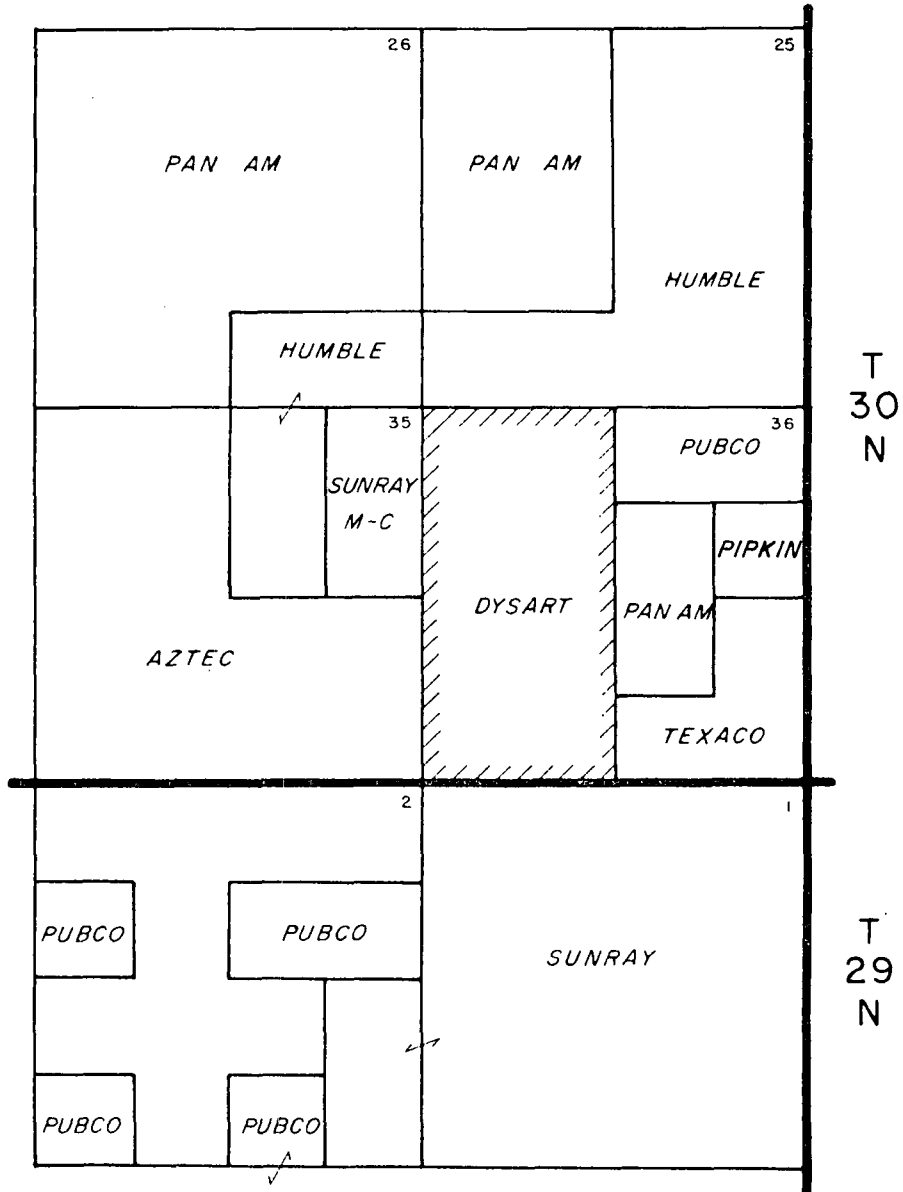 26
25
PAN AM
PAN AM
HUMBLE
HUMBLE
T
30
N
35
36
PUBCO
SUNRAY
M-C
PIPKIN
DYSART
PAN AM
AZTEC
TEXACO
2
1
PUBCO
PUBCO
SUNRAY
T
29
N
PUBCO
PUBCO